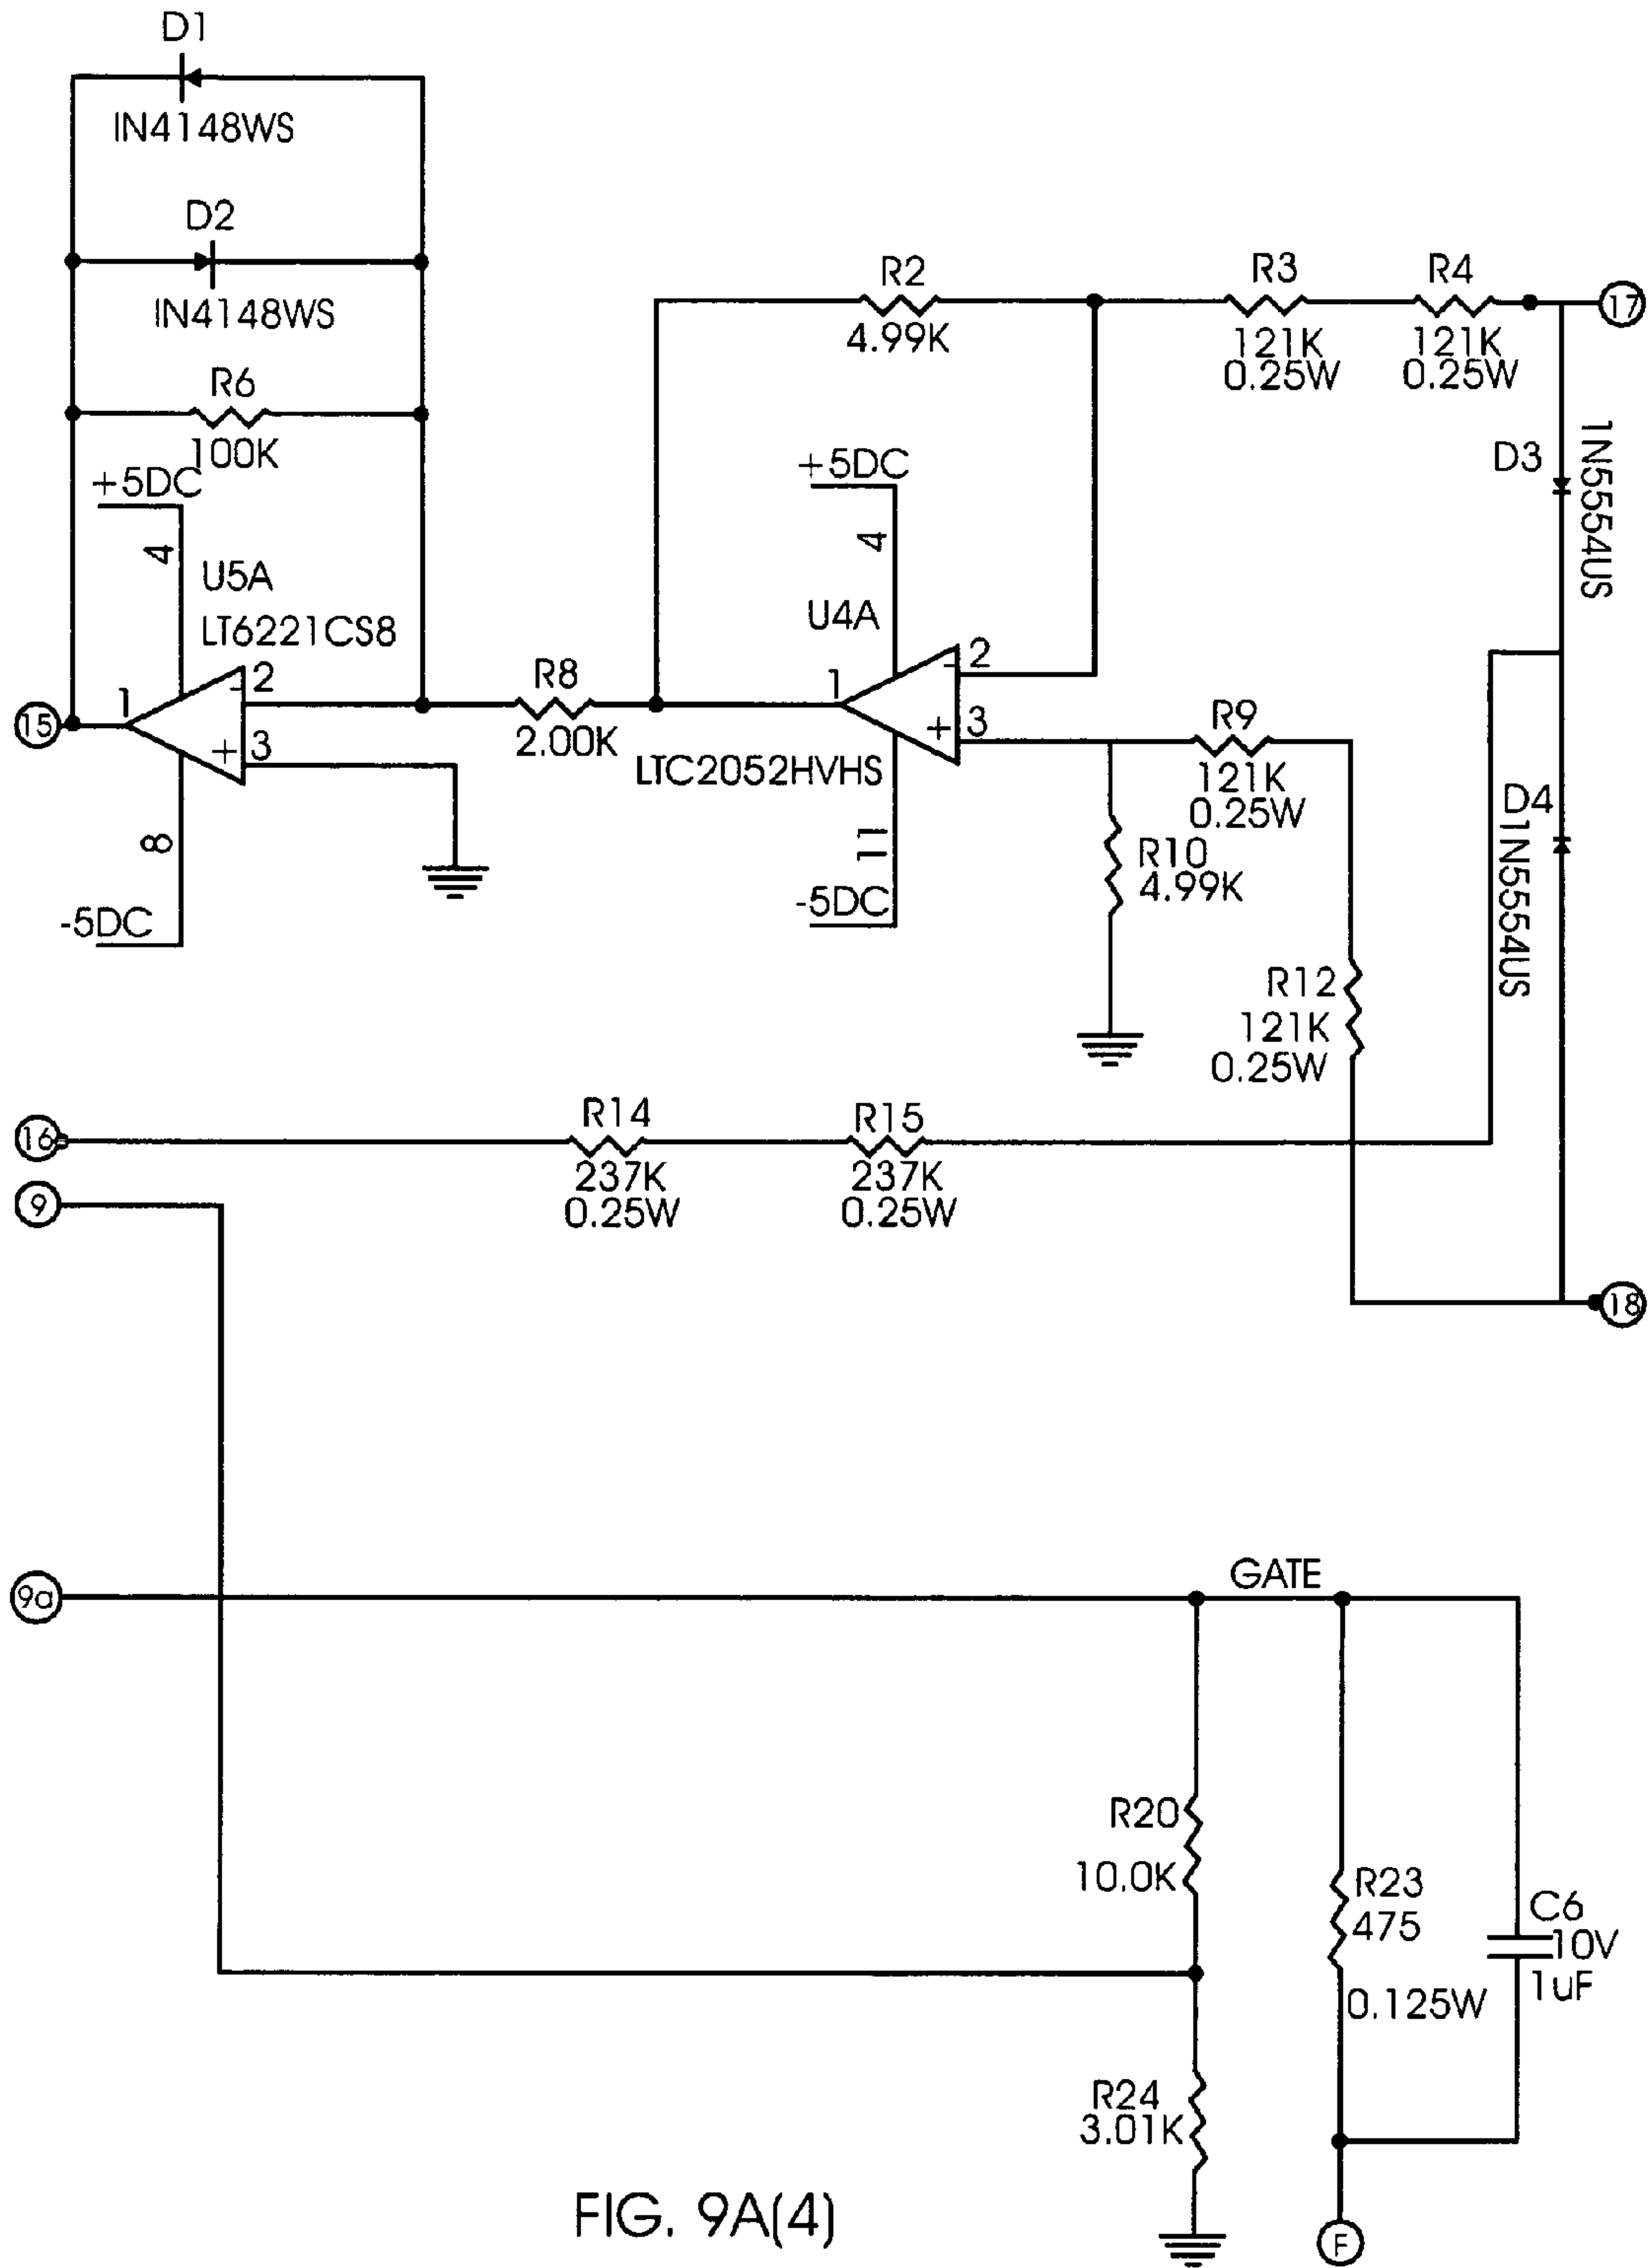 D1
IN4148WS
D2
IN4148WS
R6
100K
+5DC
4
U5A
LT6221CS8
1
-
2
+
3
8
-5DC
15
R8
2.00K
R2
4.99K
R3
121K
0.25W
R4
121K
0.25W
17
+5DC
4
U4A
1
-
2
+
3
LTC2052HVHS
11
-5DC
R9
121K
0.25W
R10
4.99K
R12
121K
0.25W
D3
1N5554US
D4
1N5554US
16
R14
237K
0.25W
R15
237K
0.25W
9
18
9a
GATE
R20
10.0K
R23
475
0.125W
C6
10V
1uF
R24
3.01K
F
FIG. 9A(4)